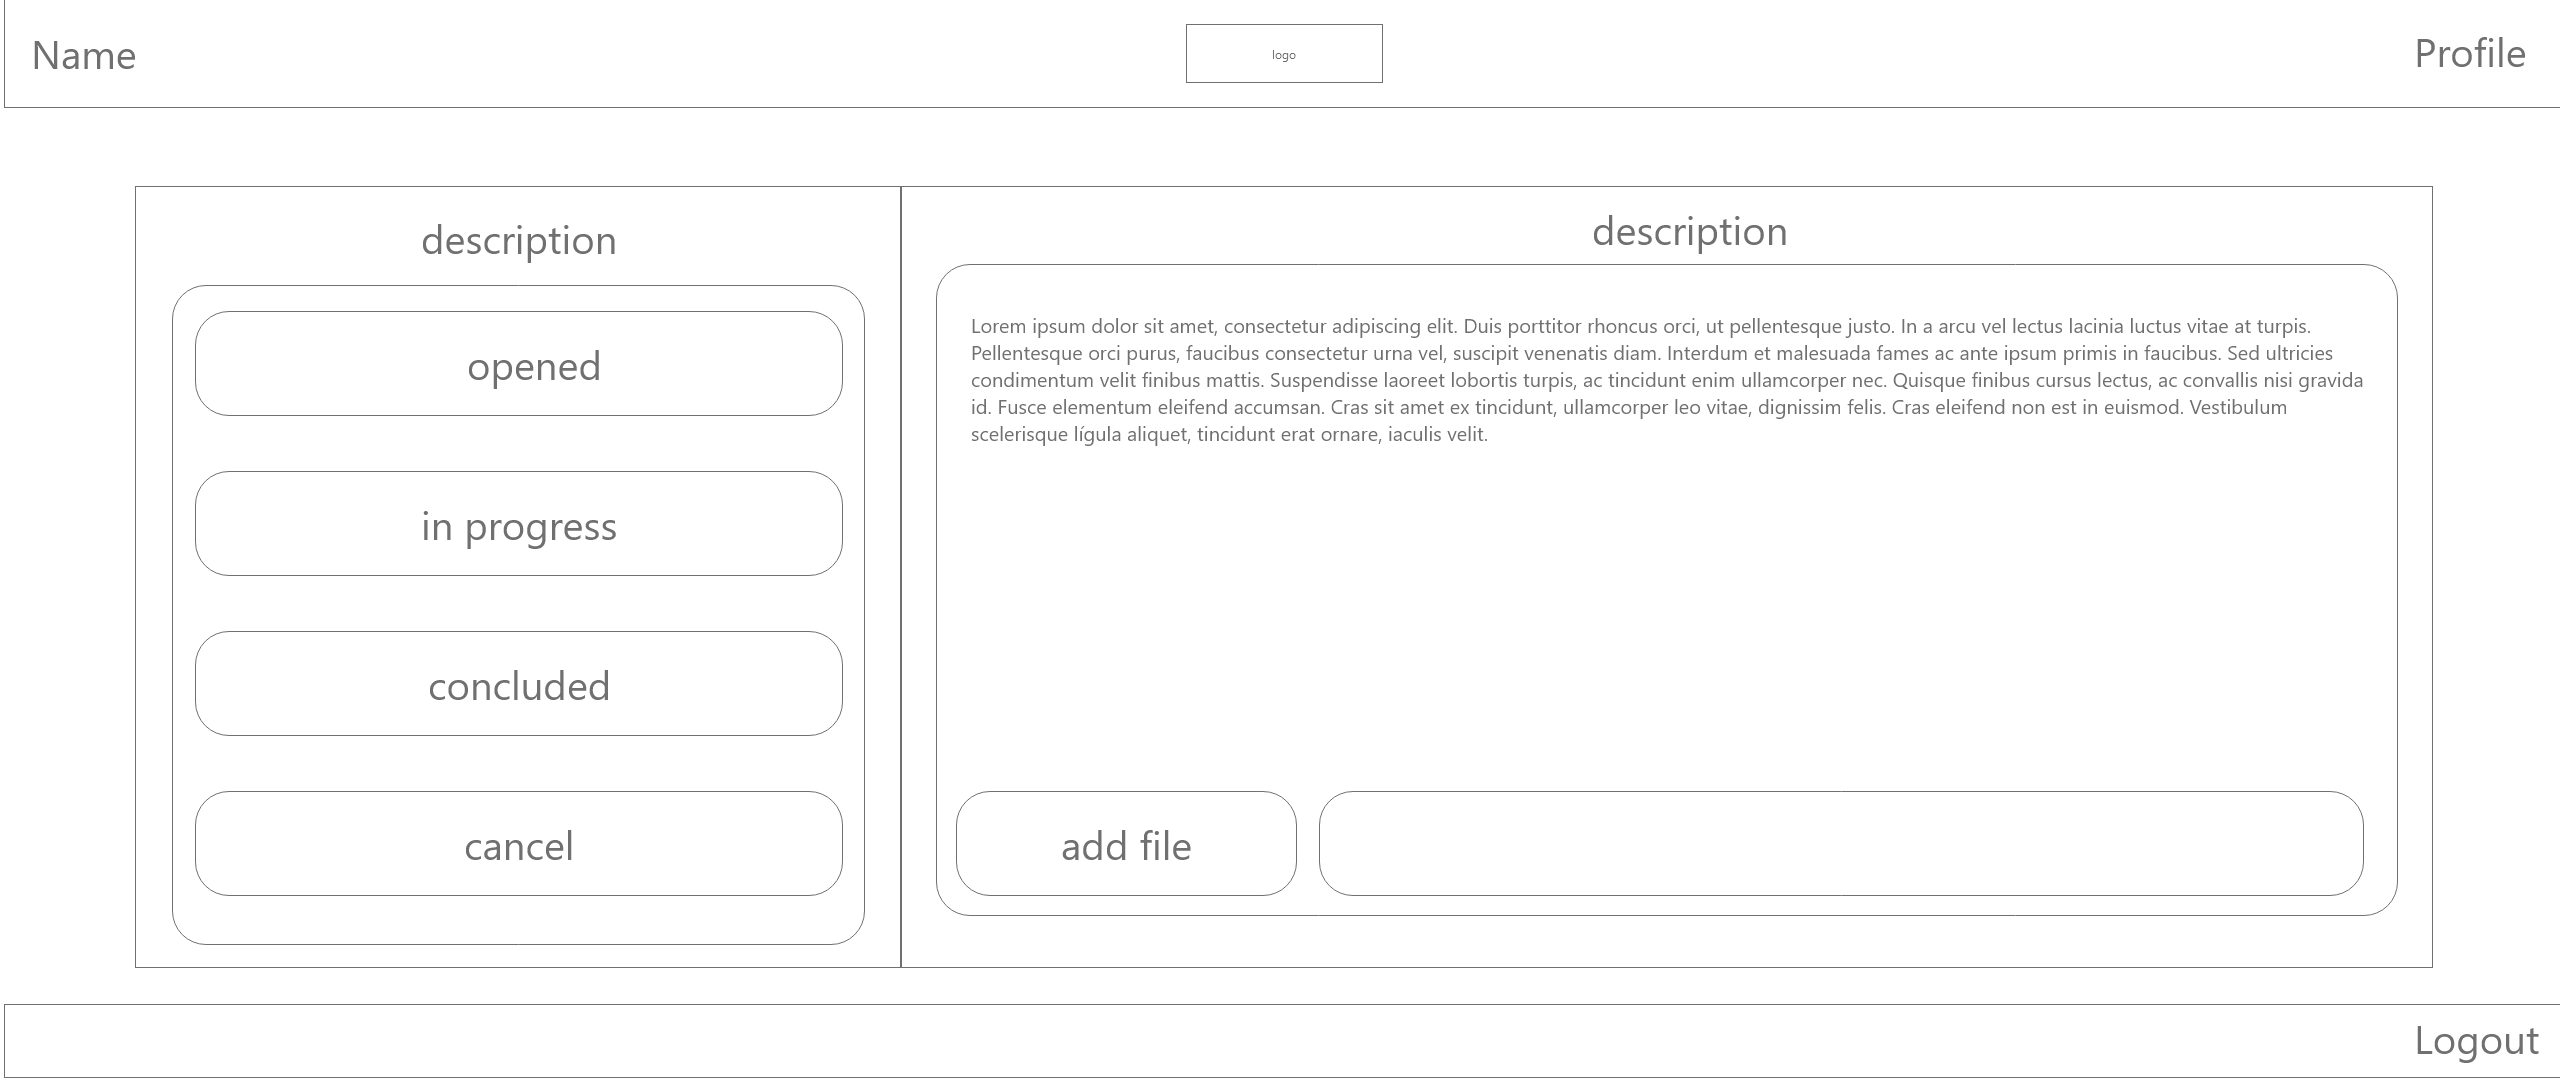 Name
logo
Profile
description
opened
in progress
concluded
cancel
description
Lorem ipsum dolor sit amet, consectetur adipiscing elit. Duis porttitor rhoncus orci, ut pellentesque justo. In a arcu vel lectus lacinia luctus vitae at turpis.
Pellentesque orci purus, faucibus consectetur urna vel, suscipit venenatis diam. Interdum et malesuada fames ac ante ipsum primis in faucibus. Sed ultricies
condimentum velit finibus mattis. Suspendisse laoreet lobortis turpis, ac tincidunt enim ullamcorper nec. Quisque finibus cursus lectus, ac convallis nisi gravida
id. Fusce elementum eleifend accumsan. Cras sit amet ex tincidunt, ullamcorper leo vitae, dignissim felis. Cras eleifend non est in euismod. Vestibulum
scelerisque lígula aliquet, tincidunt erat ornare, iaculis velit.
add file
Logout